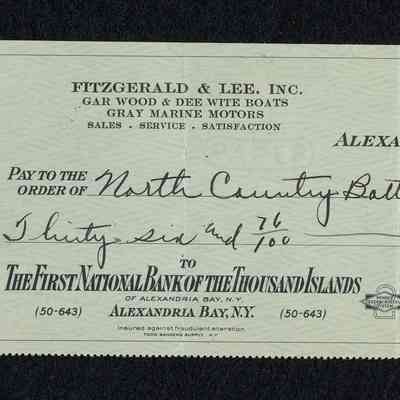 FITZGERALD & LEE, INC.
GAR WOOD & DEE WITE BOATS
GRAY MARINE MOTORS
SALES · SERVICE · SATISFACTION
ALEXA
PAY TO THE
ORDER OF North Country Bott
Thirty six and 76/100
TO
THE FIRST NATIONAL BANK OF THE THOUSAND ISLANDS
OF ALEXANDRIA BAY, N.Y.
(50-643) ALEXANDRIA BAY, N.Y. (50-643)
Insured against fraudulent alteration